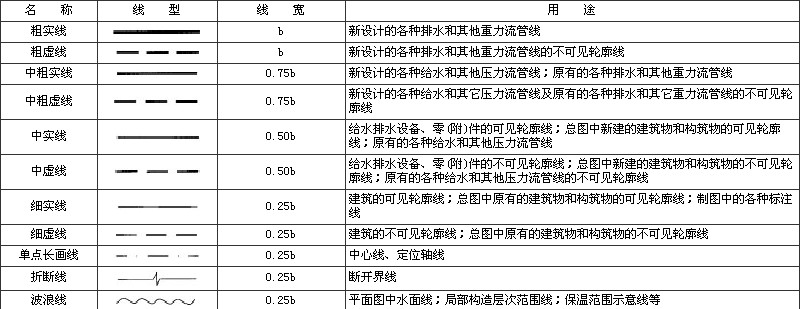 名 称 线 型 线 宽 用 途
粗实线 b 新设计的各种排水和其他重力流管线
粗虚线 b 新设计的各种排水和其他重力流管线的不可见轮廓线
中粗实线 0.75b 新设计的各种给水和其他压力流管线；原有的各种排水和其他重力流管线
中粗虚线 0.75b 新设计的各种给水和其它压力流管线及原有的各种排水和其它重力流管线的不可见轮
廓线
中实线 0.50b 给水排水设备、零(附)件的可见轮廓线；总图中新建的建筑物和构筑物的可见轮廓
线；原有的各种给水和其他压力流管线
中虚线 0.50b 给水排水设备、零(附)件的不可见轮廓线；总图中新建的建筑物和构筑物的不可见轮
廓线；原有的各种给水和其他压力流管线的不可见轮廓线
细实线 0.25b 建筑的可见轮廓线；总图中原有的建筑物和构筑物的可见轮廓线；制图中的各种标注
线
细虚线 0.25b 建筑的不可见轮廓线；总图中原有的建筑物和构筑物的不可见轮廓线
单点长画线 0.25b 中心线、定位轴线
折断线 0.25b 断开界线
波浪线 0.25b 平面图中水面线；局部构造层次范围线；保温范围示意线等